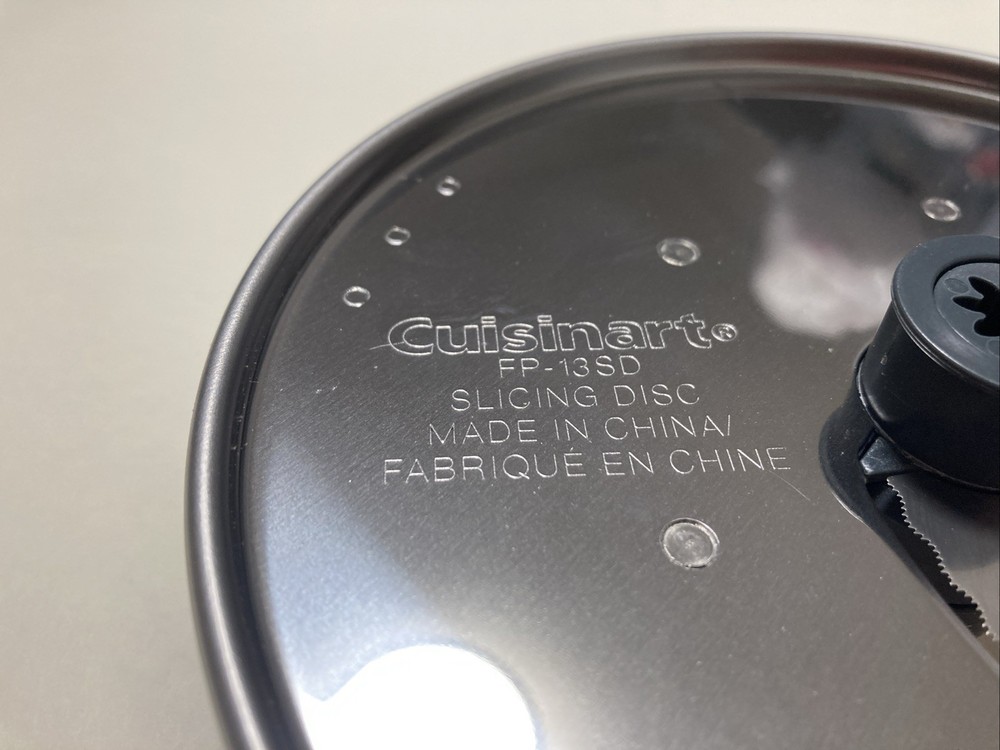 Cuisinart®
FP-13SD
SLICING DISC
MADE IN CHINA/
FABRIQUÉ EN CHINE